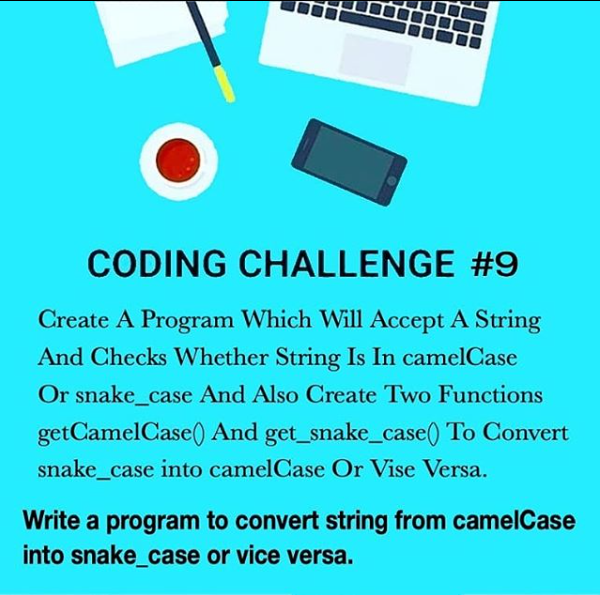 CODING CHALLENGE #9
Create A Program Which Will Accept A String
And Checks Whether String Is In camelCase
Or snake_case And Also Create Two Functions
getCamelCase() And get_snake_case() To Convert
snake_case into camelCase Or Vise Versa.
Write a program to convert string from camelCase
into snake_case or vice versa.